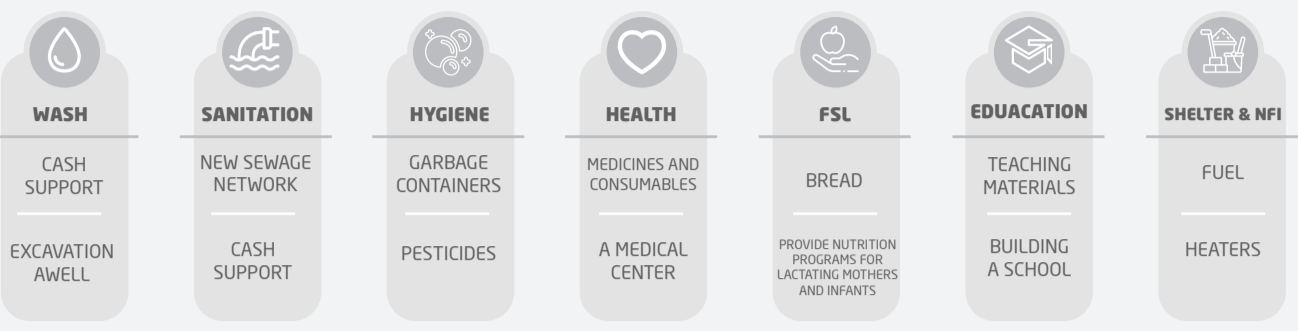 WASH
CASH
SUPPORT
EXCAVATION
AWELL
SANITATION
NEW SEWAGE
NETWORK
CASH
SUPPORT
HYGIENE
GARBAGE
CONTAINERS
PESTICIDES
HEALTH
MEDICINES AND
CONSUMABLES
A MEDICAL
CENTER
FSL
BREAD
PROVIDE NUTRITION
PROGRAMS FOR
LACTATING MOTHERS
AND INFANTS
EDUACATION
TEACHING
MATERIALS
BUILDING
A SCHOOL
SHELTER & NFI
FUEL
HEATERS